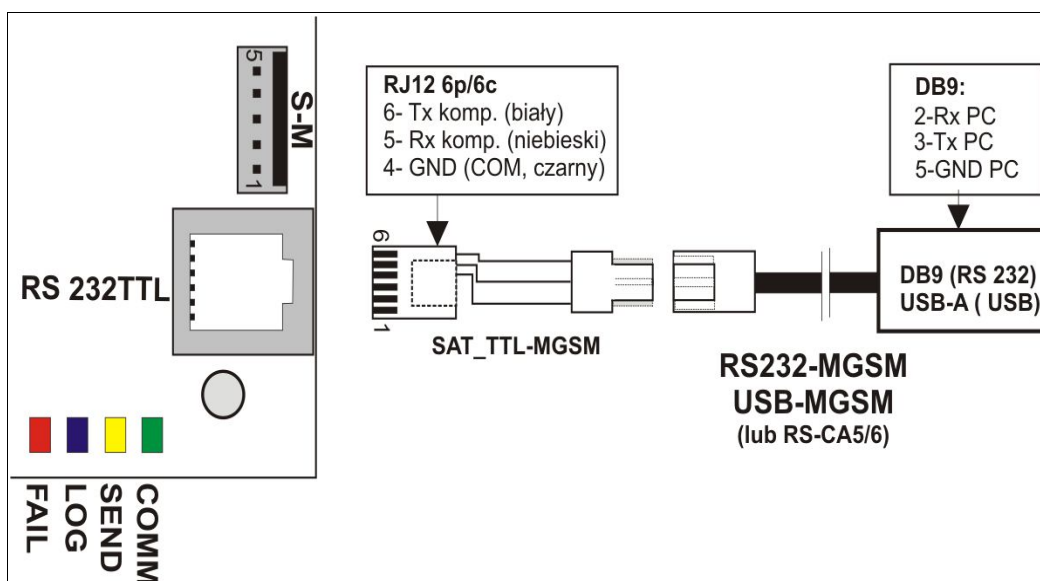 5
S-M
1
RS 232TTL
FAIL
LOG
SEND
COMM
RJ12 6p/6c
6- Tx komp. (biały)
5- Rx komp. (niebieski)
4- GND (COM, czarny)
6
1
SAT_TTL-MGSM
RS232-MGSM
USB-MGSM
(lub RS-CA5/6)
DB9:
2-Rx PC
3-Tx PC
5-GND PC
DB9 (RS 232)
USB-A ( USB)